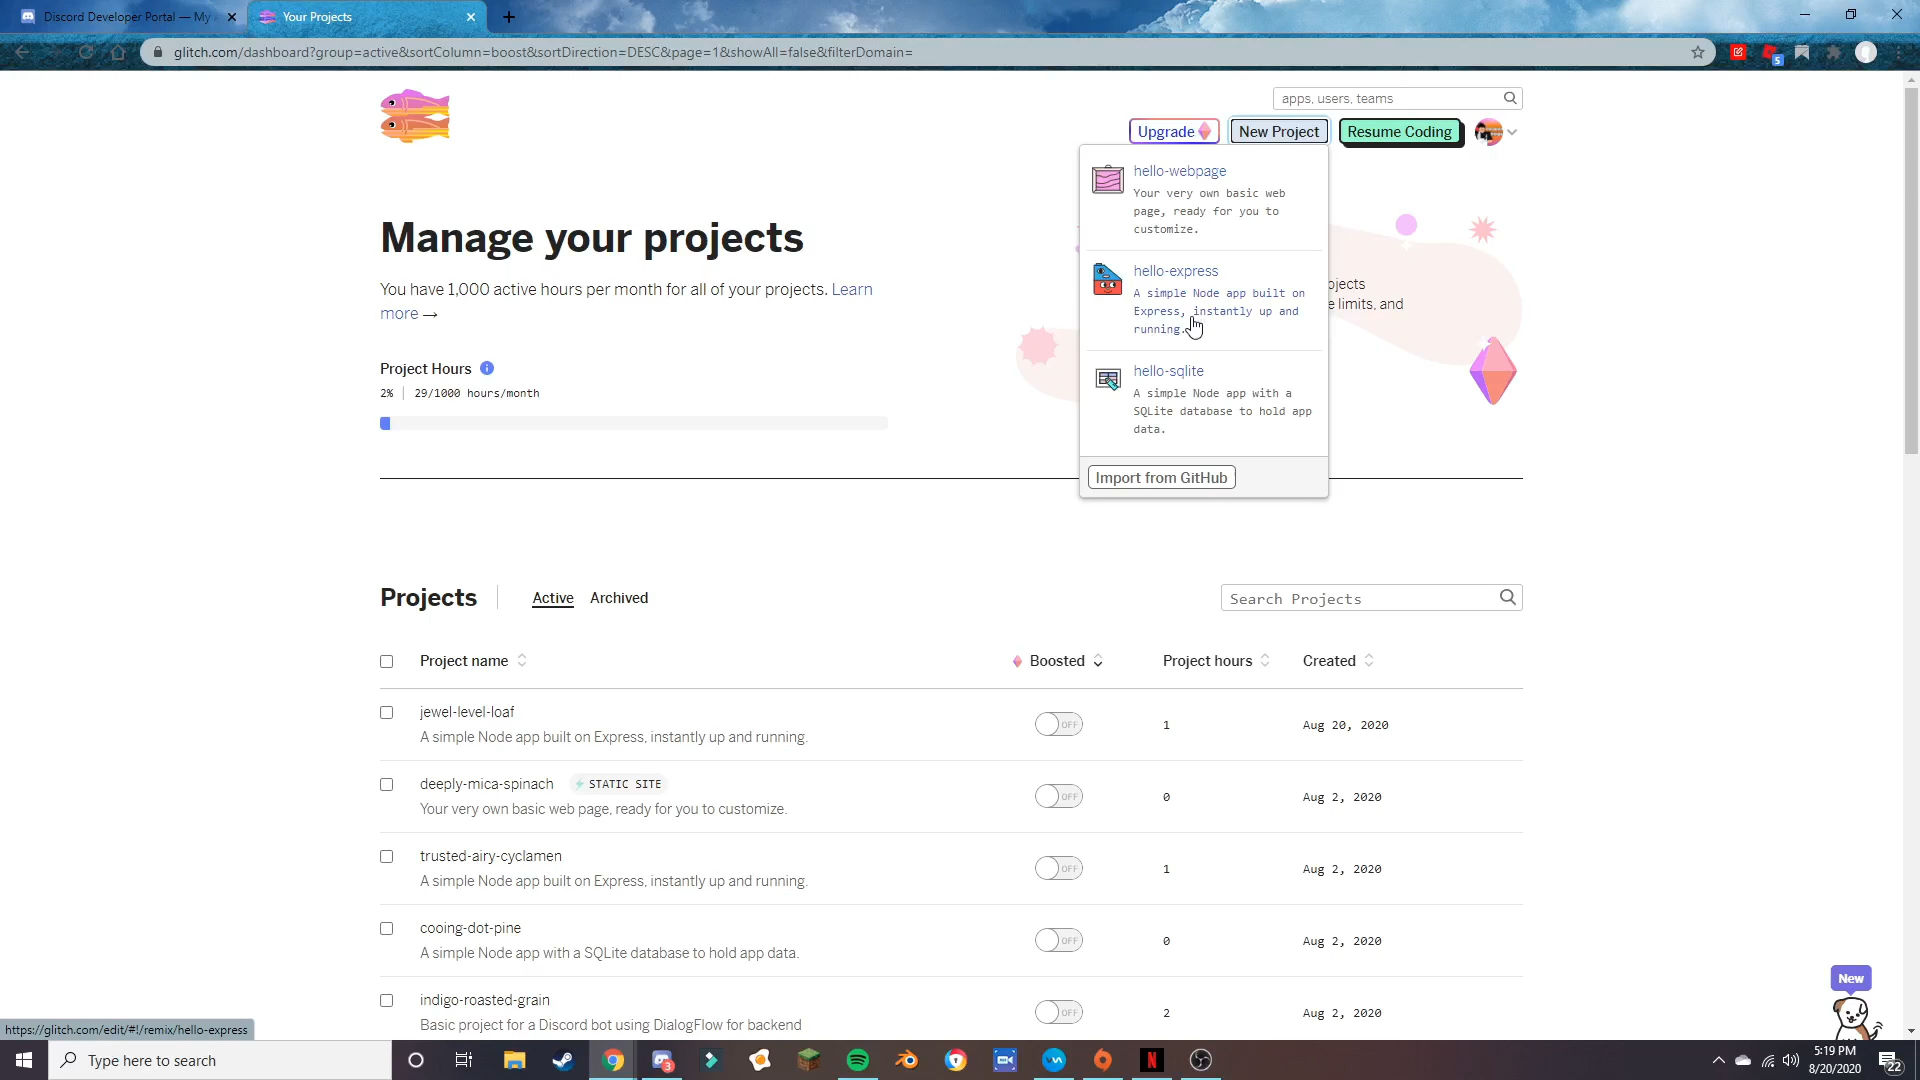 Discord Developer Portal — My
Your Projects
glitch.com/dashboard?group=active&sortColumn=boost&sortDirection=DESC&page=1&showAll=false&filterDomain=
5
apps, users, teams
Upgrade
New Project
Resume Coding
hello-webpage
Your very own basic web
page, ready for you to
customize.
hello-express
A simple Node app built on
Express, instantly up and
running.
hello-sqlite
A simple Node app with a
SQLite database to hold app
data.
Import from GitHub
Manage your projects
You have 1,000 active hours per month for all of your projects. Learn
more →
ojects
e limits, and
Project Hours
2% | 29/1000 hours/month
Projects
Active
Archived
Search Projects
Project name
Boosted
Project hours
Created
jewel-level-loaf
A simple Node app built on Express, instantly up and running.
OFF
1
Aug 20, 2020
deeply-mica-spinach
STATIC SITE
Your very own basic web page, ready for you to customize.
OFF
0
Aug 2, 2020
trusted-airy-cyclamen
A simple Node app built on Express, instantly up and running.
OFF
1
Aug 2, 2020
cooing-dot-pine
A simple Node app with a SQLite database to hold app data.
OFF
0
Aug 2, 2020
indigo-roasted-grain
Basic project for a Discord bot using DialogFlow for backend
OFF
2
Aug 2, 2020
New
https://glitch.com/edit/#!/remix/hello-express
Type here to search
3
5:19 PM
8/20/2020
22